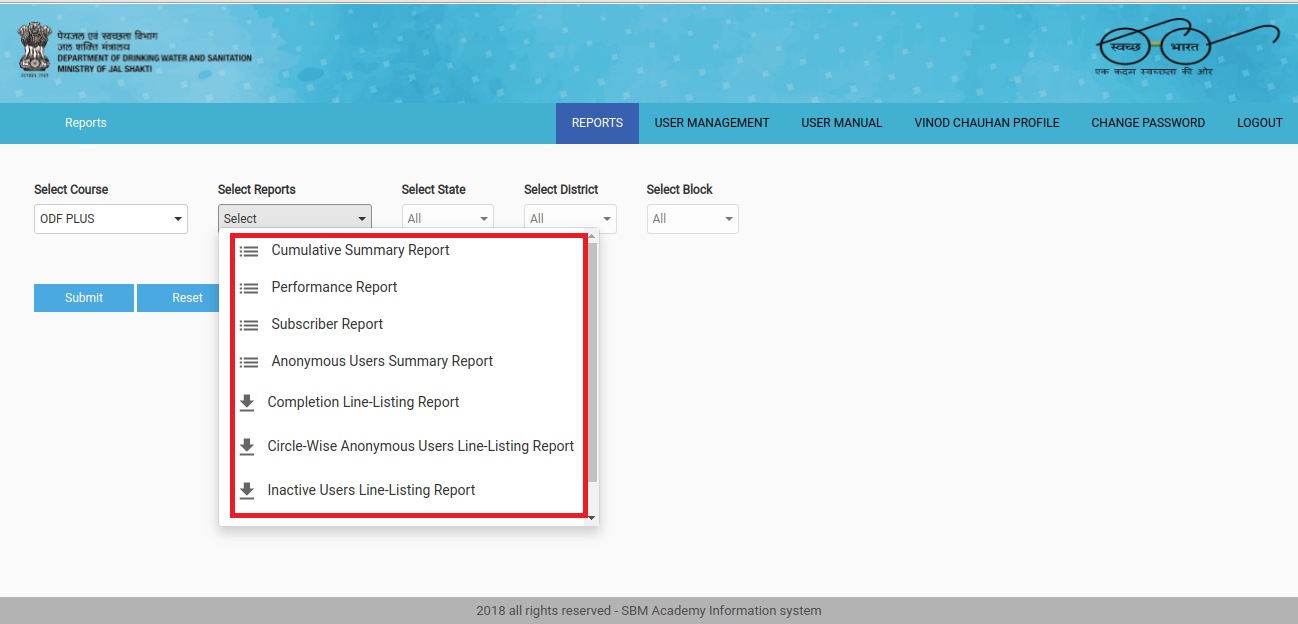 पेयजल एवं स्वच्छता विभाग
जल शक्ति मंत्रालय
DEPARTMENT OF DRINKING WATER AND SANITATION
MINISTRY OF JAL SHAKTI
स्वच्छ भारत
एक कदम स्वच्छता की ओर
Reports
REPORTS USER MANAGEMENT USER MANUAL VINOD CHAUHAN PROFILE CHANGE PASSWORD LOGOUT
Select Course Select Reports Select State Select District Select Block
ODF PLUS Select All All All
Submit Reset
Cumulative Summary Report
Performance Report
Subscriber Report
Anonymous Users Summary Report
Completion Line-Listing Report
Circle-Wise Anonymous Users Line-Listing Report
Inactive Users Line-Listing Report
2018 all rights reserved - SBM Academy Information system